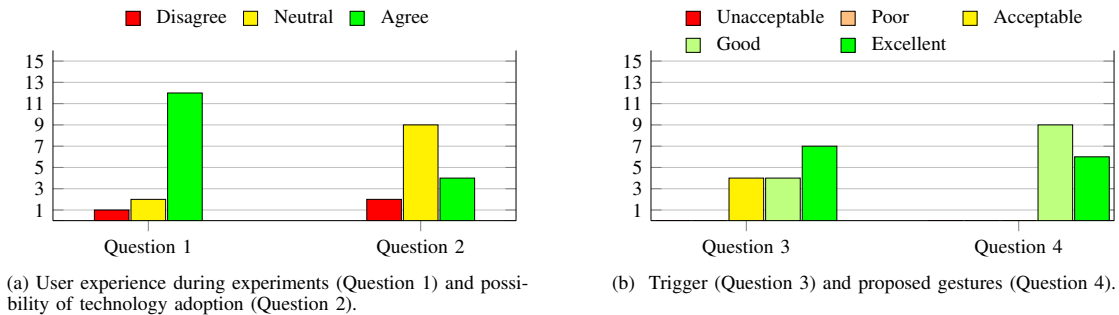 Disagree Neutral Agree
15
13
11
9
7
5
3
1
Question 1 Question 2
(a) User experience during experiments (Question 1) and possi-
bility of technology adoption (Question 2).
Unacceptable Poor Acceptable
Good Excellent
15
13
11
9
7
5
3
1
Question 3 Question 4
(b) Trigger (Question 3) and proposed gestures (Question 4).